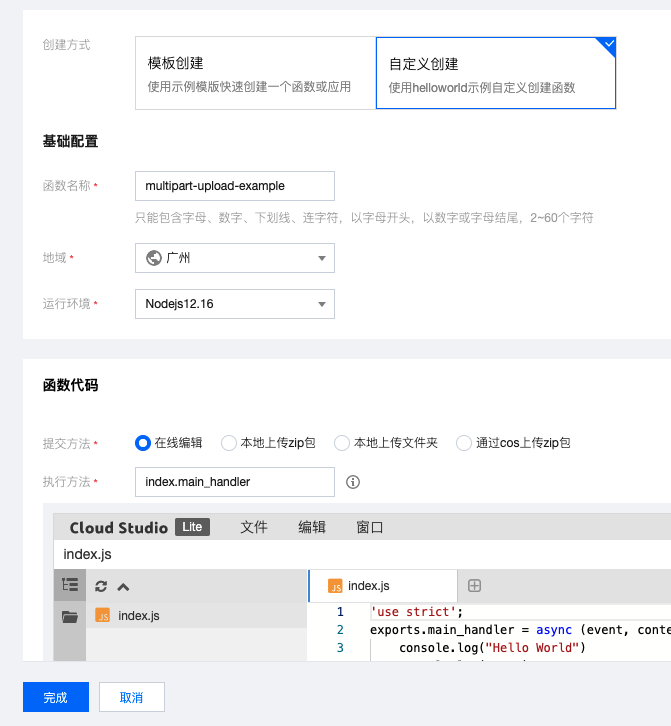 创建方式
模板创建
使用示例模版快速创建一个函数或应用
自定义创建
使用helloworld示例自定义创建函数
基础配置
函数名称 *
multipart-upload-example
只能包含字母、数字、下划线、连字符，以字母开头，以数字或字母结尾，2~60个字符
地域 *
广州
运行环境 *
Nodejs12.16
函数代码
提交方法 *
在线编辑
本地上传zip包
本地上传文件夹
通过cos上传zip包
执行方法 *
index.main_handler
Cloud Studio Lite 文件 编辑 窗口
index.js
JS index.js
JS index.js
1 'use strict';
2 exports.main_handler = async (event, conte
3 console.log("Hello World")
完成
取消